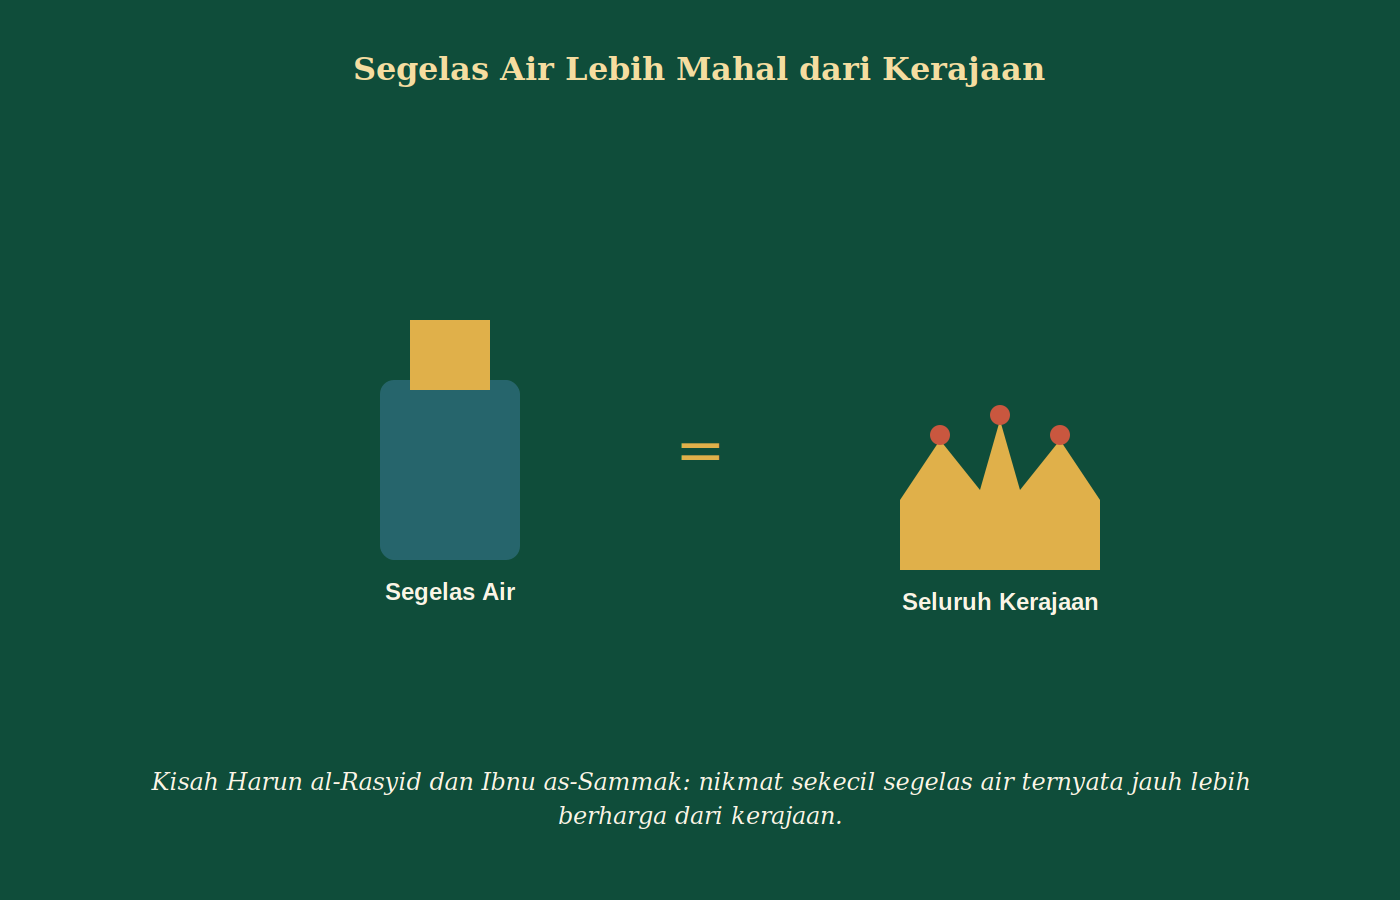 Segelas Air Lebih Mahal dari Kerajaan
=
Segelas Air
Seluruh Kerajaan
Kisah Harun al-Rasyid dan Ibnu as-Sammak: nikmat sekecil segelas air ternyata jauh lebih
berharga dari kerajaan.